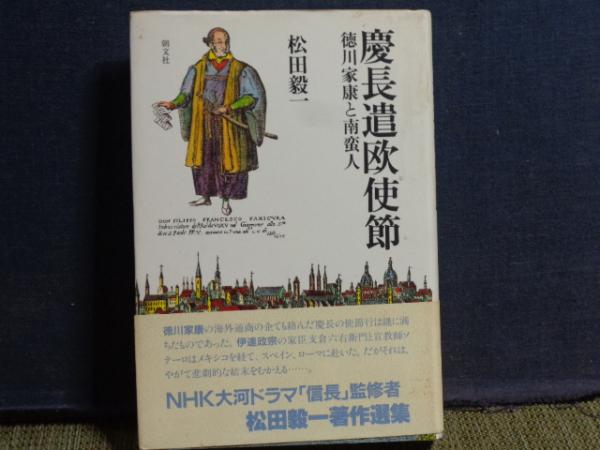 慶長遣欧使節
徳川家康と南蛮人
松田毅一
朝文社
DON FILIPPO FRANCESCO FAXICVRA
徳川家康の海外通商の企ても絡んだ慶長の使節行は謎に満
ちたものであった。伊達政宗の家臣支倉六右衛門と宣教師ソ
テーロはメキシコを経て、スペイン、ローマに赴いた。だがそれは、
やがて悲劇的な結末をむかえる……。
NHK大河ドラマ「信長」監修者
松田毅一著作選集